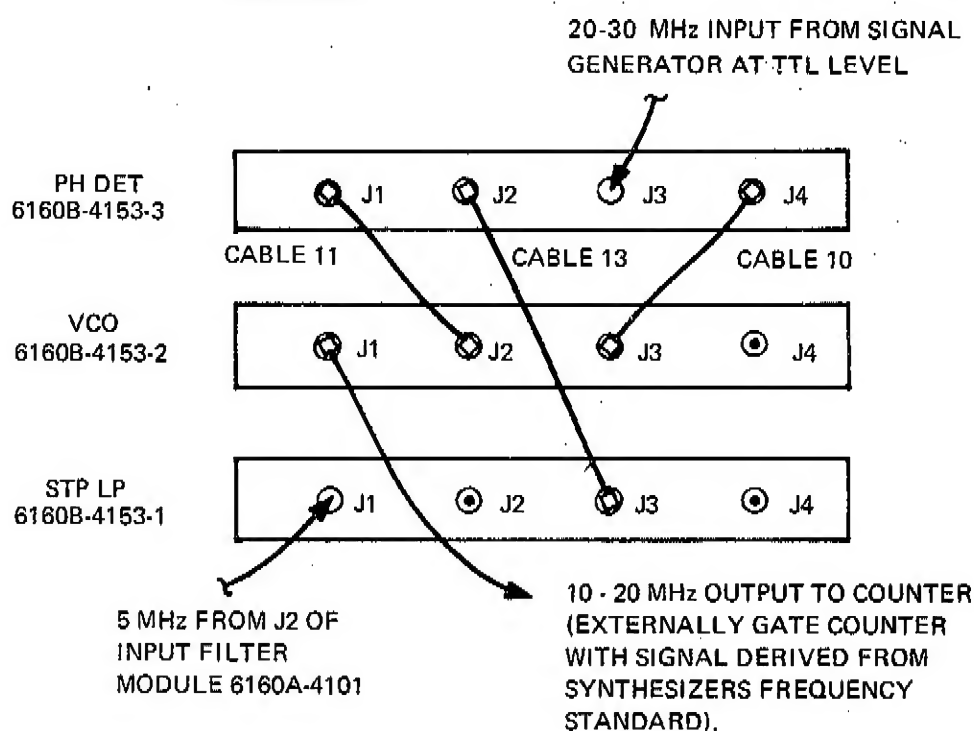 20-30 MHz INPUT FROM SIGNAL
GENERATOR AT TTL LEVEL
PH DET
6160B-4153-3
J1
J2
J3
J4
CABLE 11
CABLE 13
CABLE 10
VCO
6160B-4153-2
J1
J2
J3
J4
STP LP
6160B-4153-1
J1
J2
J3
J4
5 MHz FROM J2 OF
INPUT FILTER
MODULE 6160A-4101
10 - 20 MHz OUTPUT TO COUNTER
(EXTERNALLY GATE COUNTER
WITH SIGNAL DERIVED FROM
SYNTHESIZERS FREQUENCY
STANDARD).